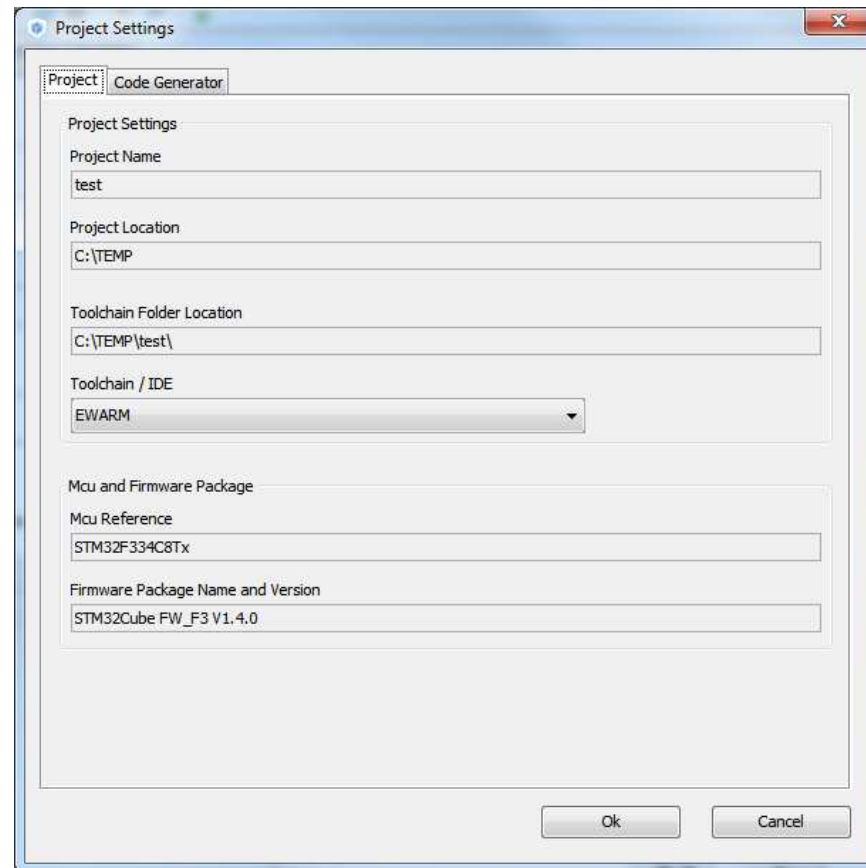 Project Settings
Project Code Generator
Project Settings
Project Name
test
Project Location
C:\TEMP
Toolchain Folder Location
C:\TEMP\test\
Toolchain / IDE
EWARM
Mcu and Firmware Package
Mcu Reference
STM32F334C8Tx
Firmware Package Name and Version
STM32Cube FW_F3 V1.4.0
Ok Cancel